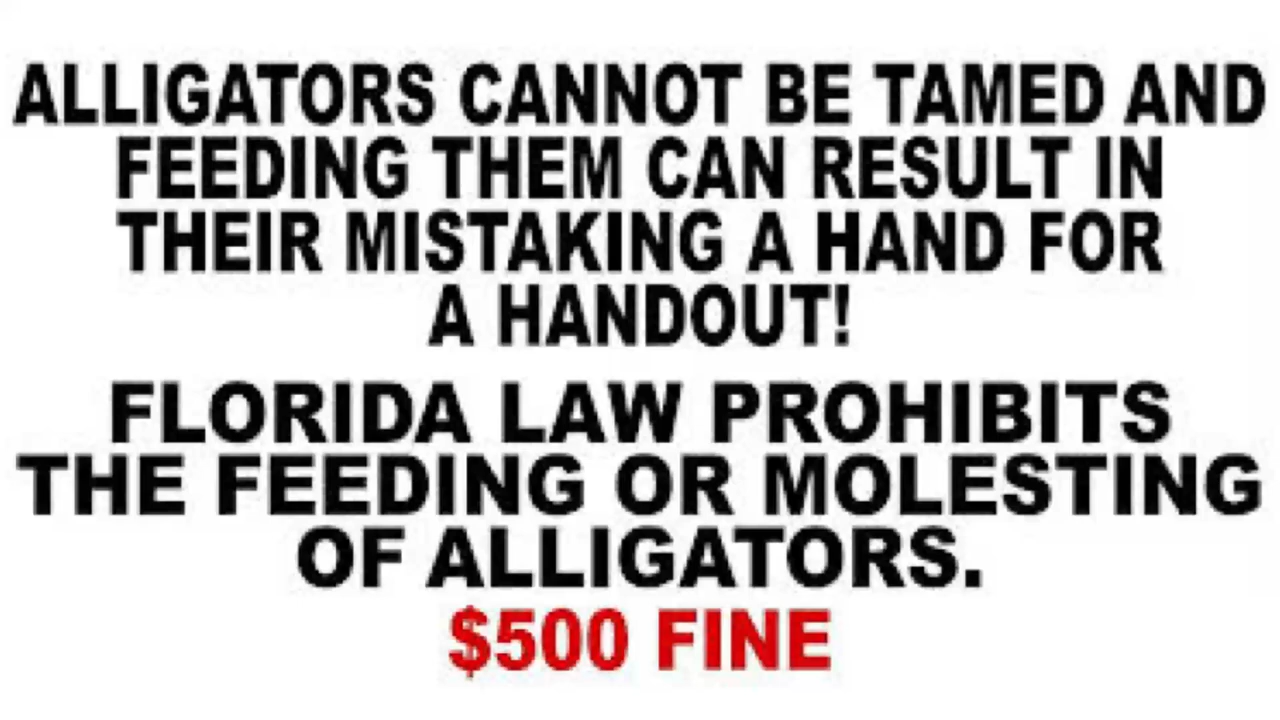 ALLIGATORS CANNOT BE TAMED AND
FEEDING THEM CAN RESULT IN
THEIR MISTAKING A HAND FOR
A HANDOUT!
FLORIDA LAW PROHIBITS
THE FEEDING OR MOLESTING
OF ALLIGATORS.
$500 FINE